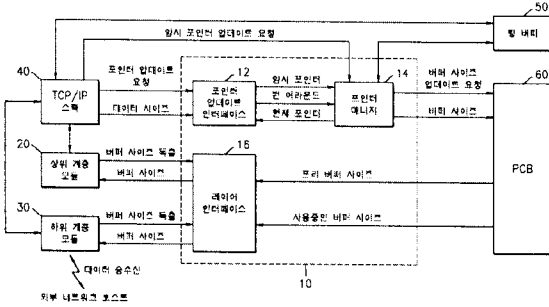 50
링 버퍼
임시 포인터 업데이트 요청
40
TCP/IP
스택
포인터 업데이트
요청
데이터 사이즈
12
포인터
업데이트
인터페이스
임시 포인터
런 어라운드
현재 포인터
14
포인터
매니저
버퍼 사이즈
업데이트 요청
버퍼 사이즈
60
PCB
20
상위 계층
모듈
버퍼 사이즈 독출
버퍼 사이즈
16
레이어
인터페이스
프리 버퍼 사이즈
30
하위 계층
모듈
버퍼 사이즈 독출
버퍼 사이즈
사용중인 버퍼 사이즈
데이터 송수신
외부 네트워크 호스트
10